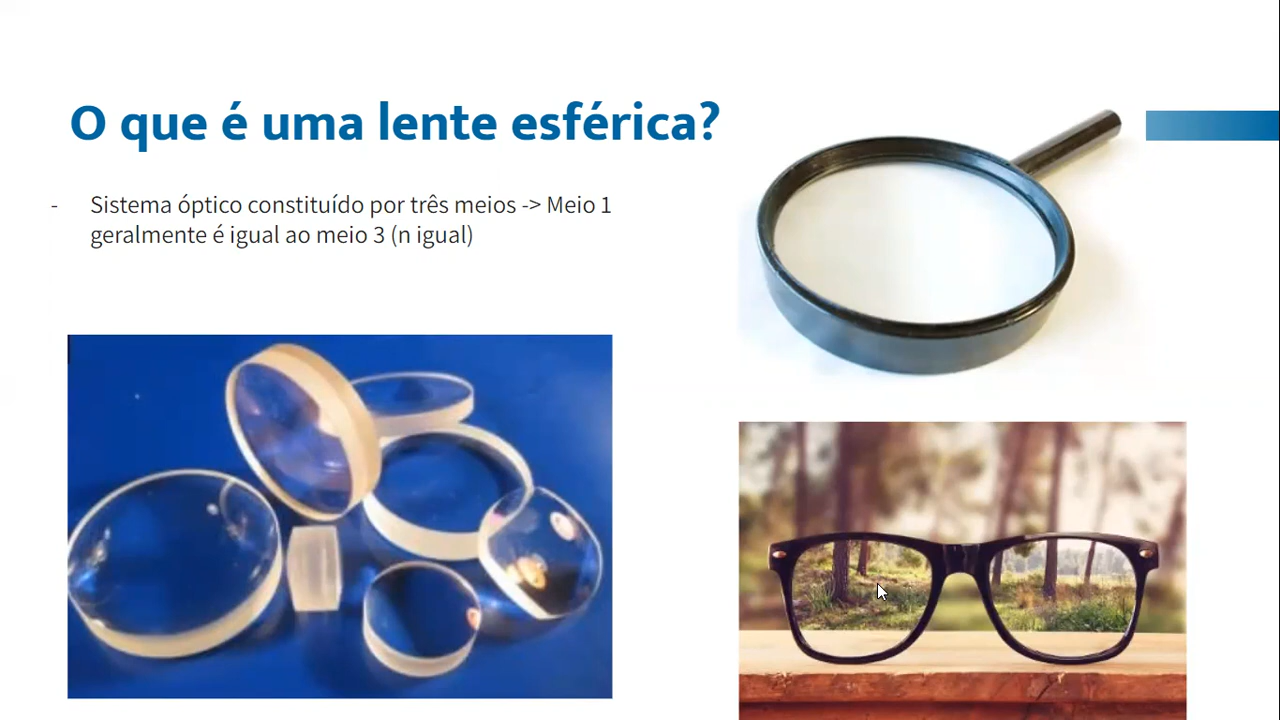 O que é uma lente esférica?
- Sistema óptico constituído por três meios -> Meio 1
geralmente é igual ao meio 3 (n igual)